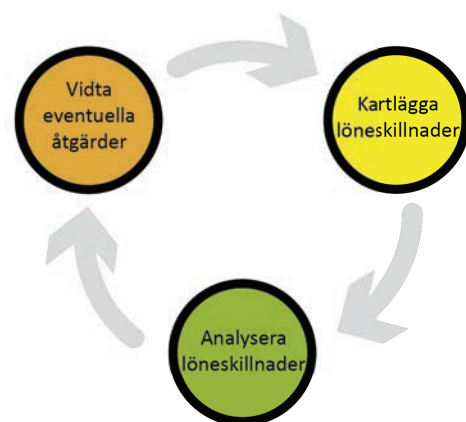 Vidta
eventuella
åtgärder
Kartlägga
löneskillnader
Analysera
löneskillnader